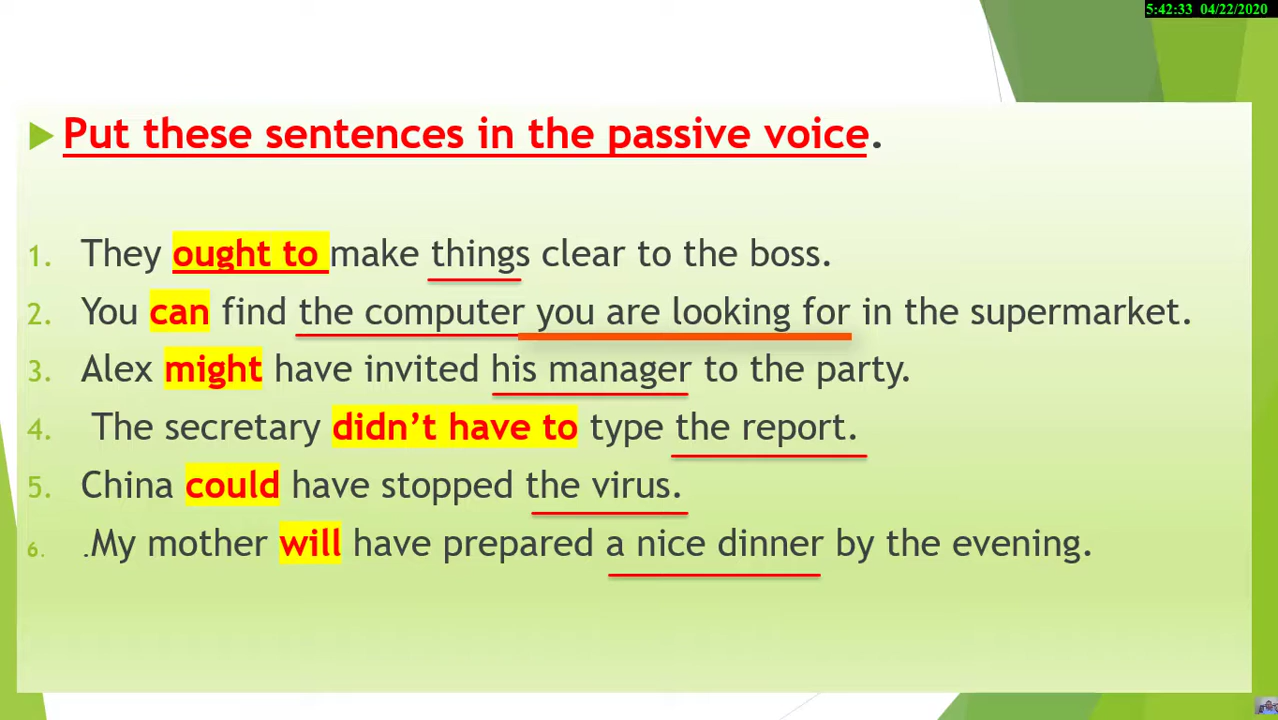 5:42:33 04/22/2020
Put these sentences in the passive voice.
1. They ought to make things clear to the boss.
2. You can find the computer you are looking for in the supermarket.
3. Alex might have invited his manager to the party.
4. The secretary didn’t have to type the report.
5. China could have stopped the virus.
6. .My mother will have prepared a nice dinner by the evening.